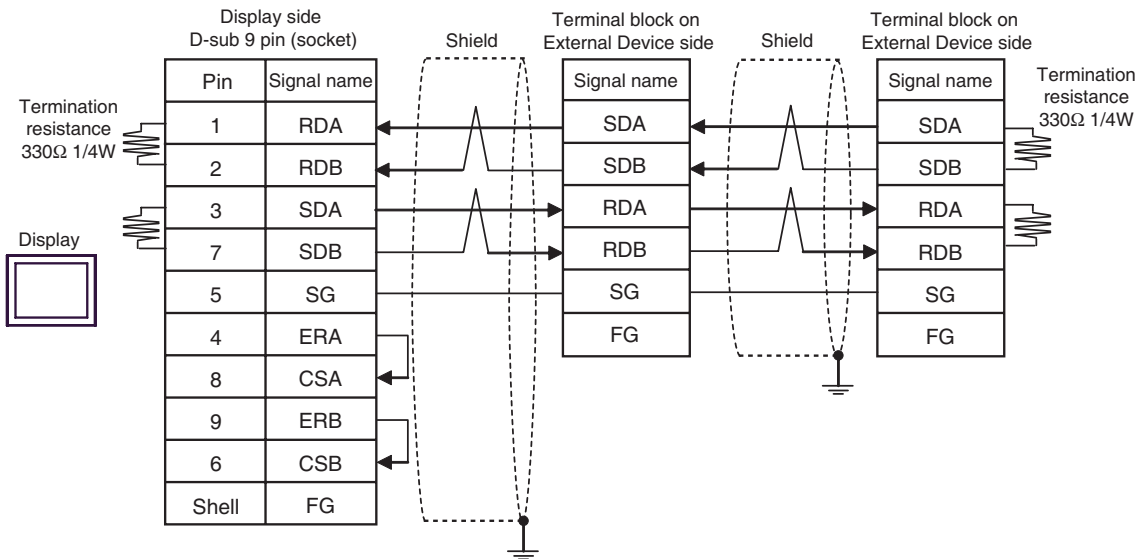 Display side
D-sub 9 pin (socket)
Shield
Terminal block on
External Device side
Shield
Terminal block on
External Device side
Termination
resistance
330Ω 1/4W
Display
Pin Signal name
1 RDA
2 RDB
3 SDA
7 SDB
5 SG
4 ERA
8 CSA
9 ERB
6 CSB
Shell FG
Signal name
SDA
SDB
RDA
RDB
SG
FG
Signal name
SDA
SDB
RDA
RDB
SG
FG
Termination
resistance
330Ω 1/4W